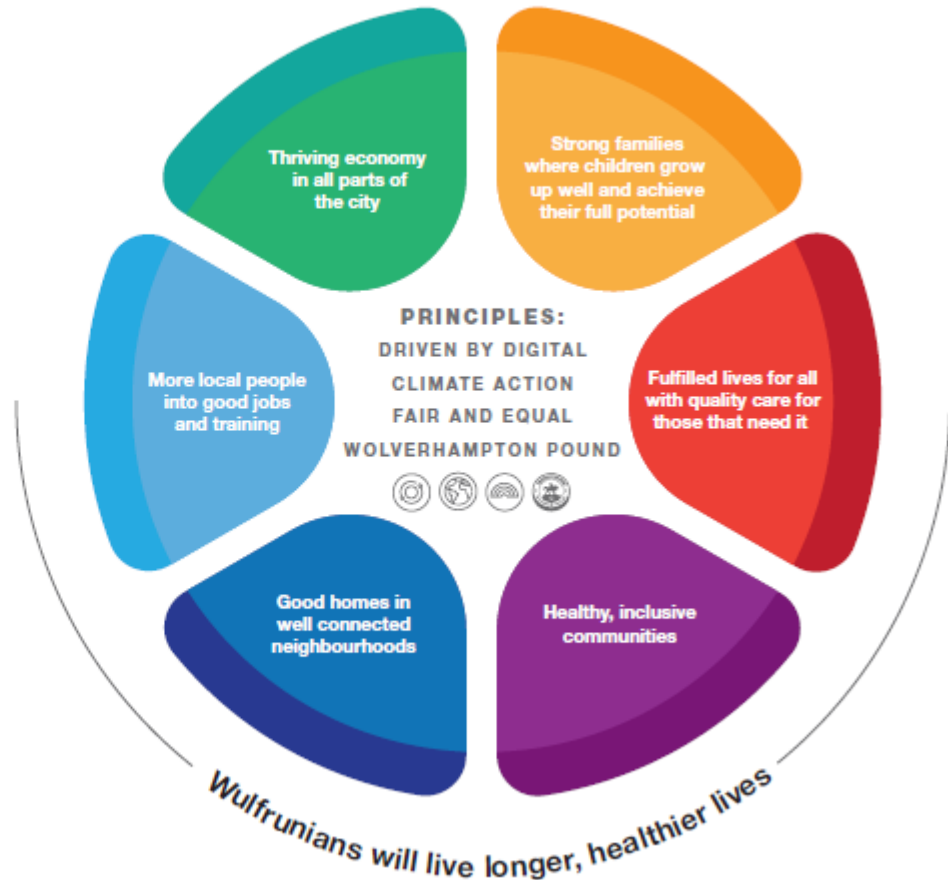 Thriving economy
in all parts of
the city
Strong families
where children grow
up well and achieve
their full potential
More local people
into good jobs
and training
PRINCIPLES:
DRIVEN BY DIGITAL
CLIMATE ACTION
FAIR AND EQUAL
WOLVERHAMPTON POUND
Fulfilled lives for all
with quality care for
those that need it
Good homes in
well connected
neighbourhoods
Healthy, inclusive
communities
Wulfrunians will live longer, healthier lives